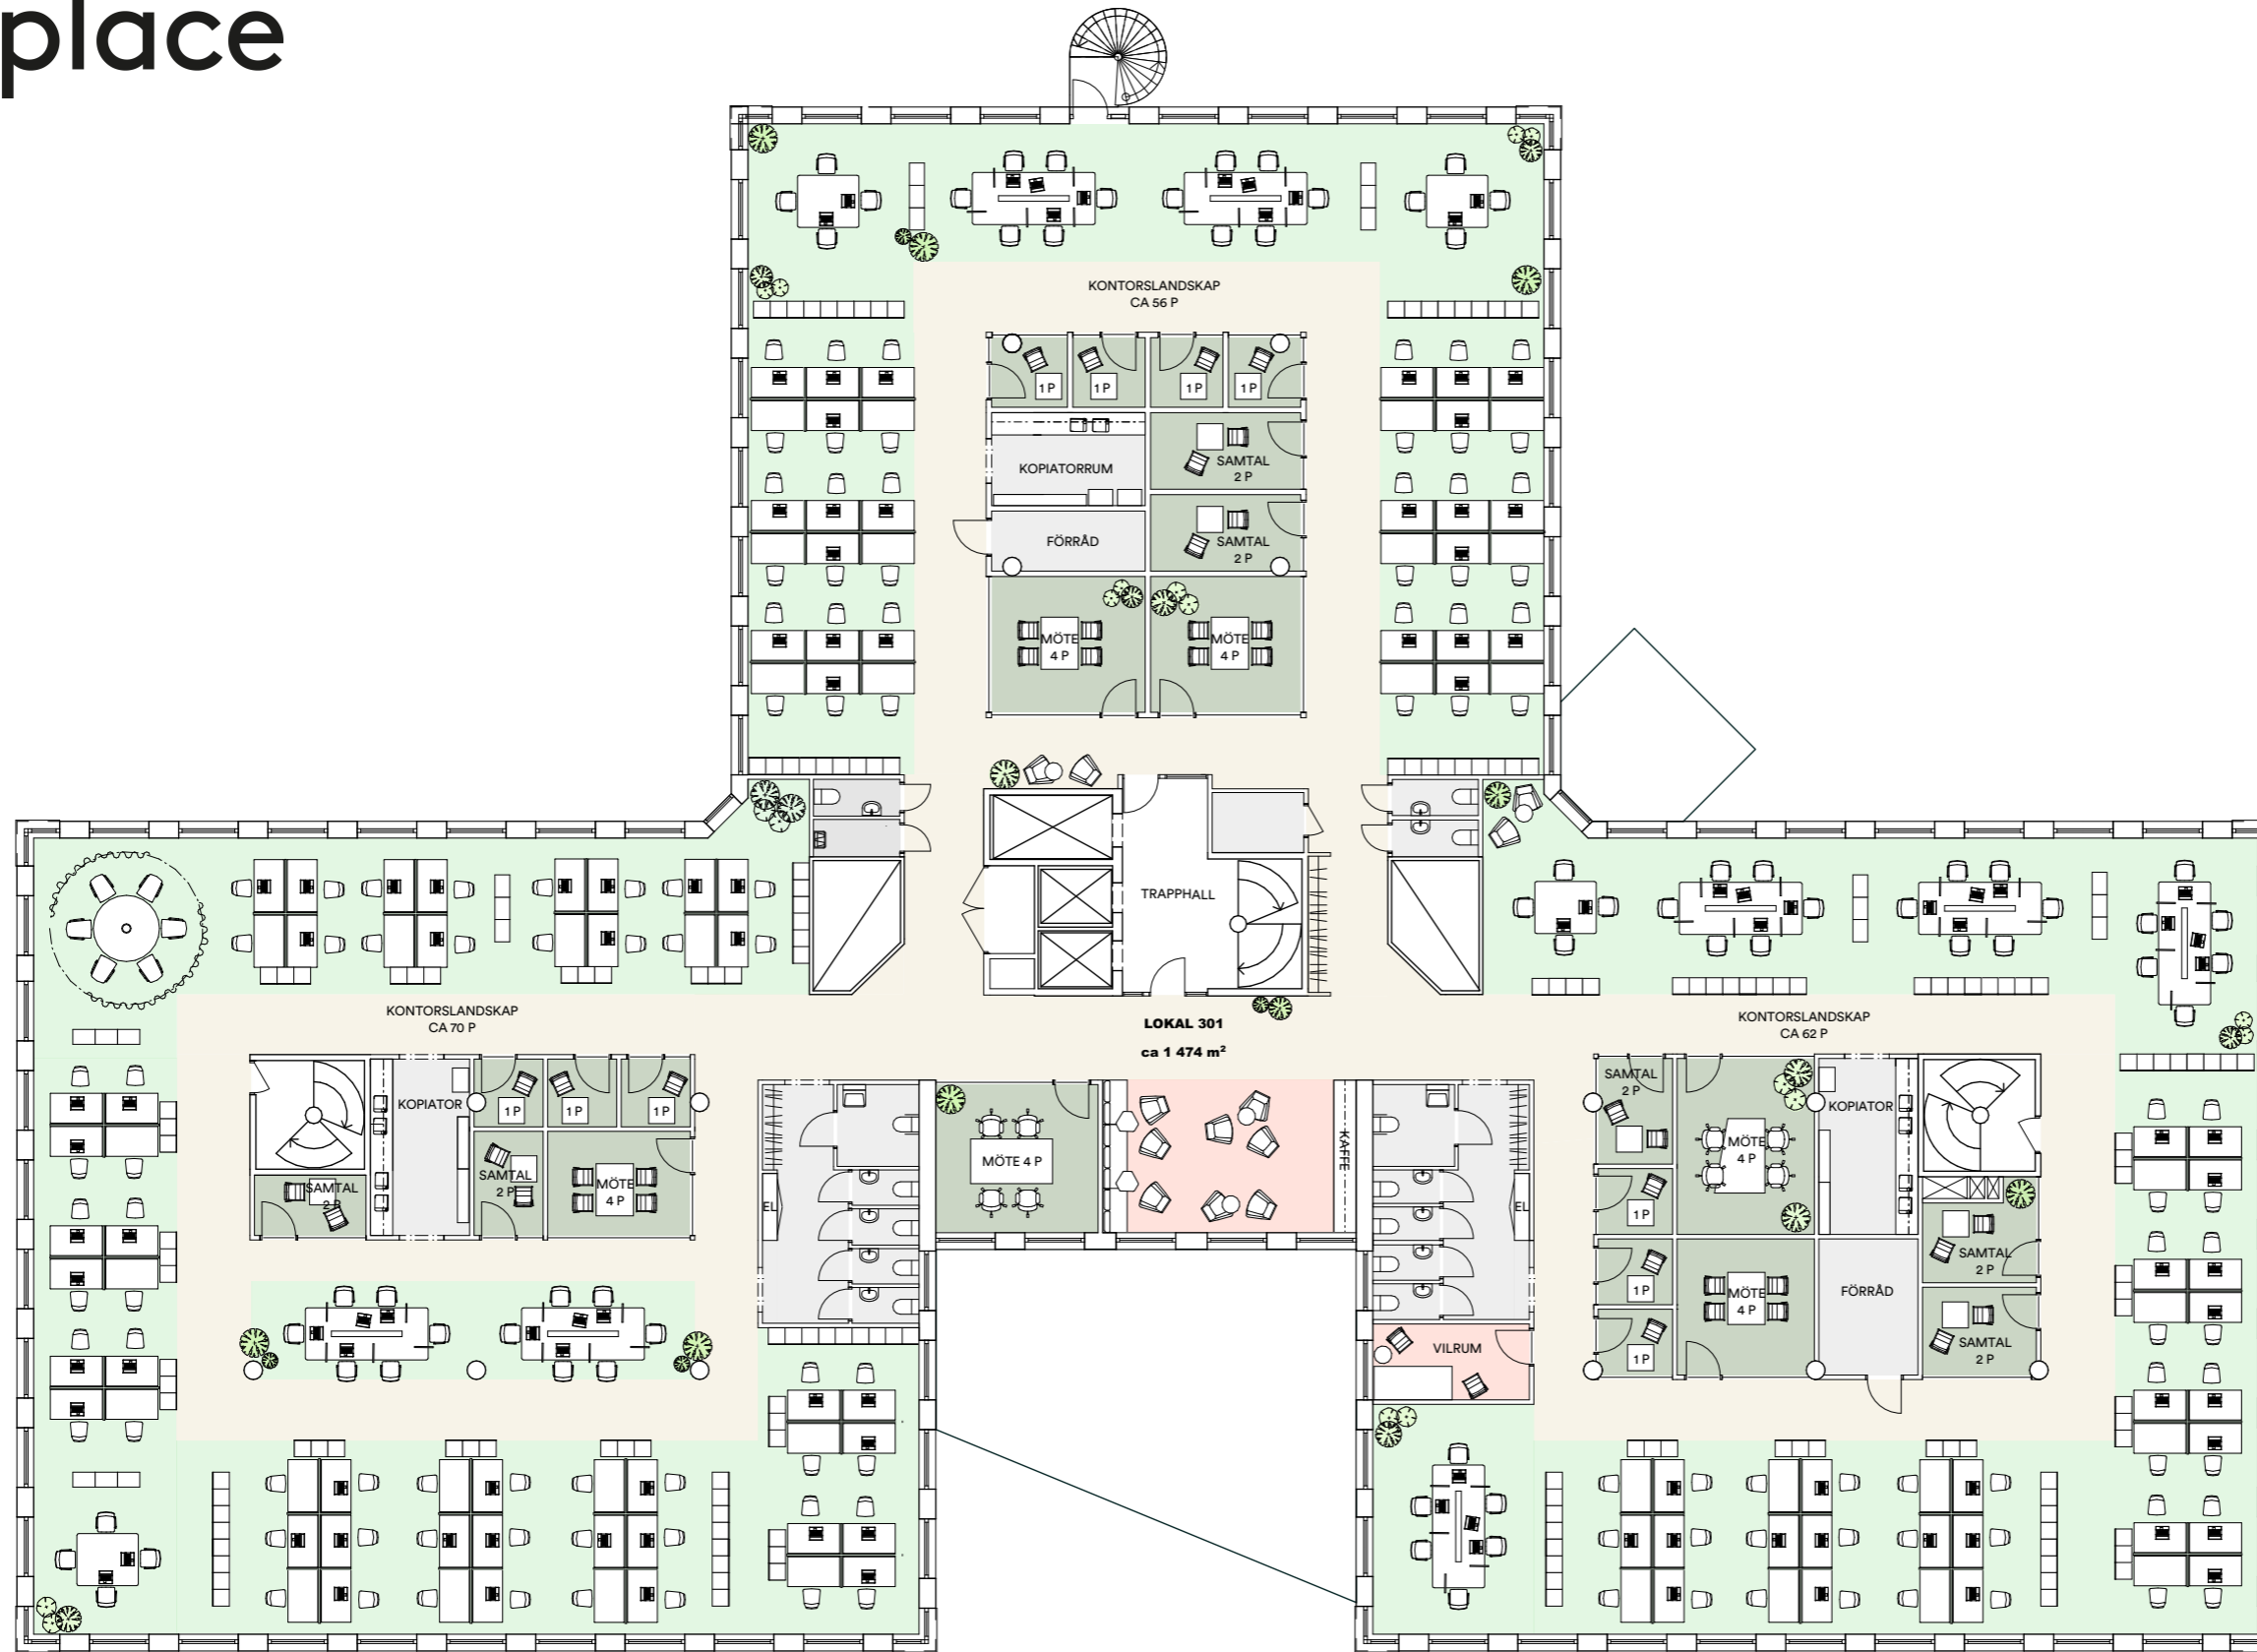 place
KONTORSLANDSKAP
CA 56 P
1 P
1 P
1 P
1 P
KOPIATORRUM
SAMTAL
2 P
FÖRRÅD
SAMTAL
2 P
MÖTE
4 P
MÖTE
4 P
TRAPPHALL
KONTORSLANDSKAP
CA 70 P
LOKAL 301
ca 1 474 m²
KONTORSLANDSKAP
CA 62 P
KOPIATOR
1 P
1 P
1 P
SAMTAL
2 P
SAMTAL
2 P
MÖTE
4 P
EL
MÖTE 4 P
KAFFE
EL
VILRUM
SAMTAL
2 P
MÖTE
4 P
KOPIATOR
1 P
1 P
1 P
MÖTE
4 P
FÖRRÅD
SAMTAL
2 P
SAMTAL
2 P